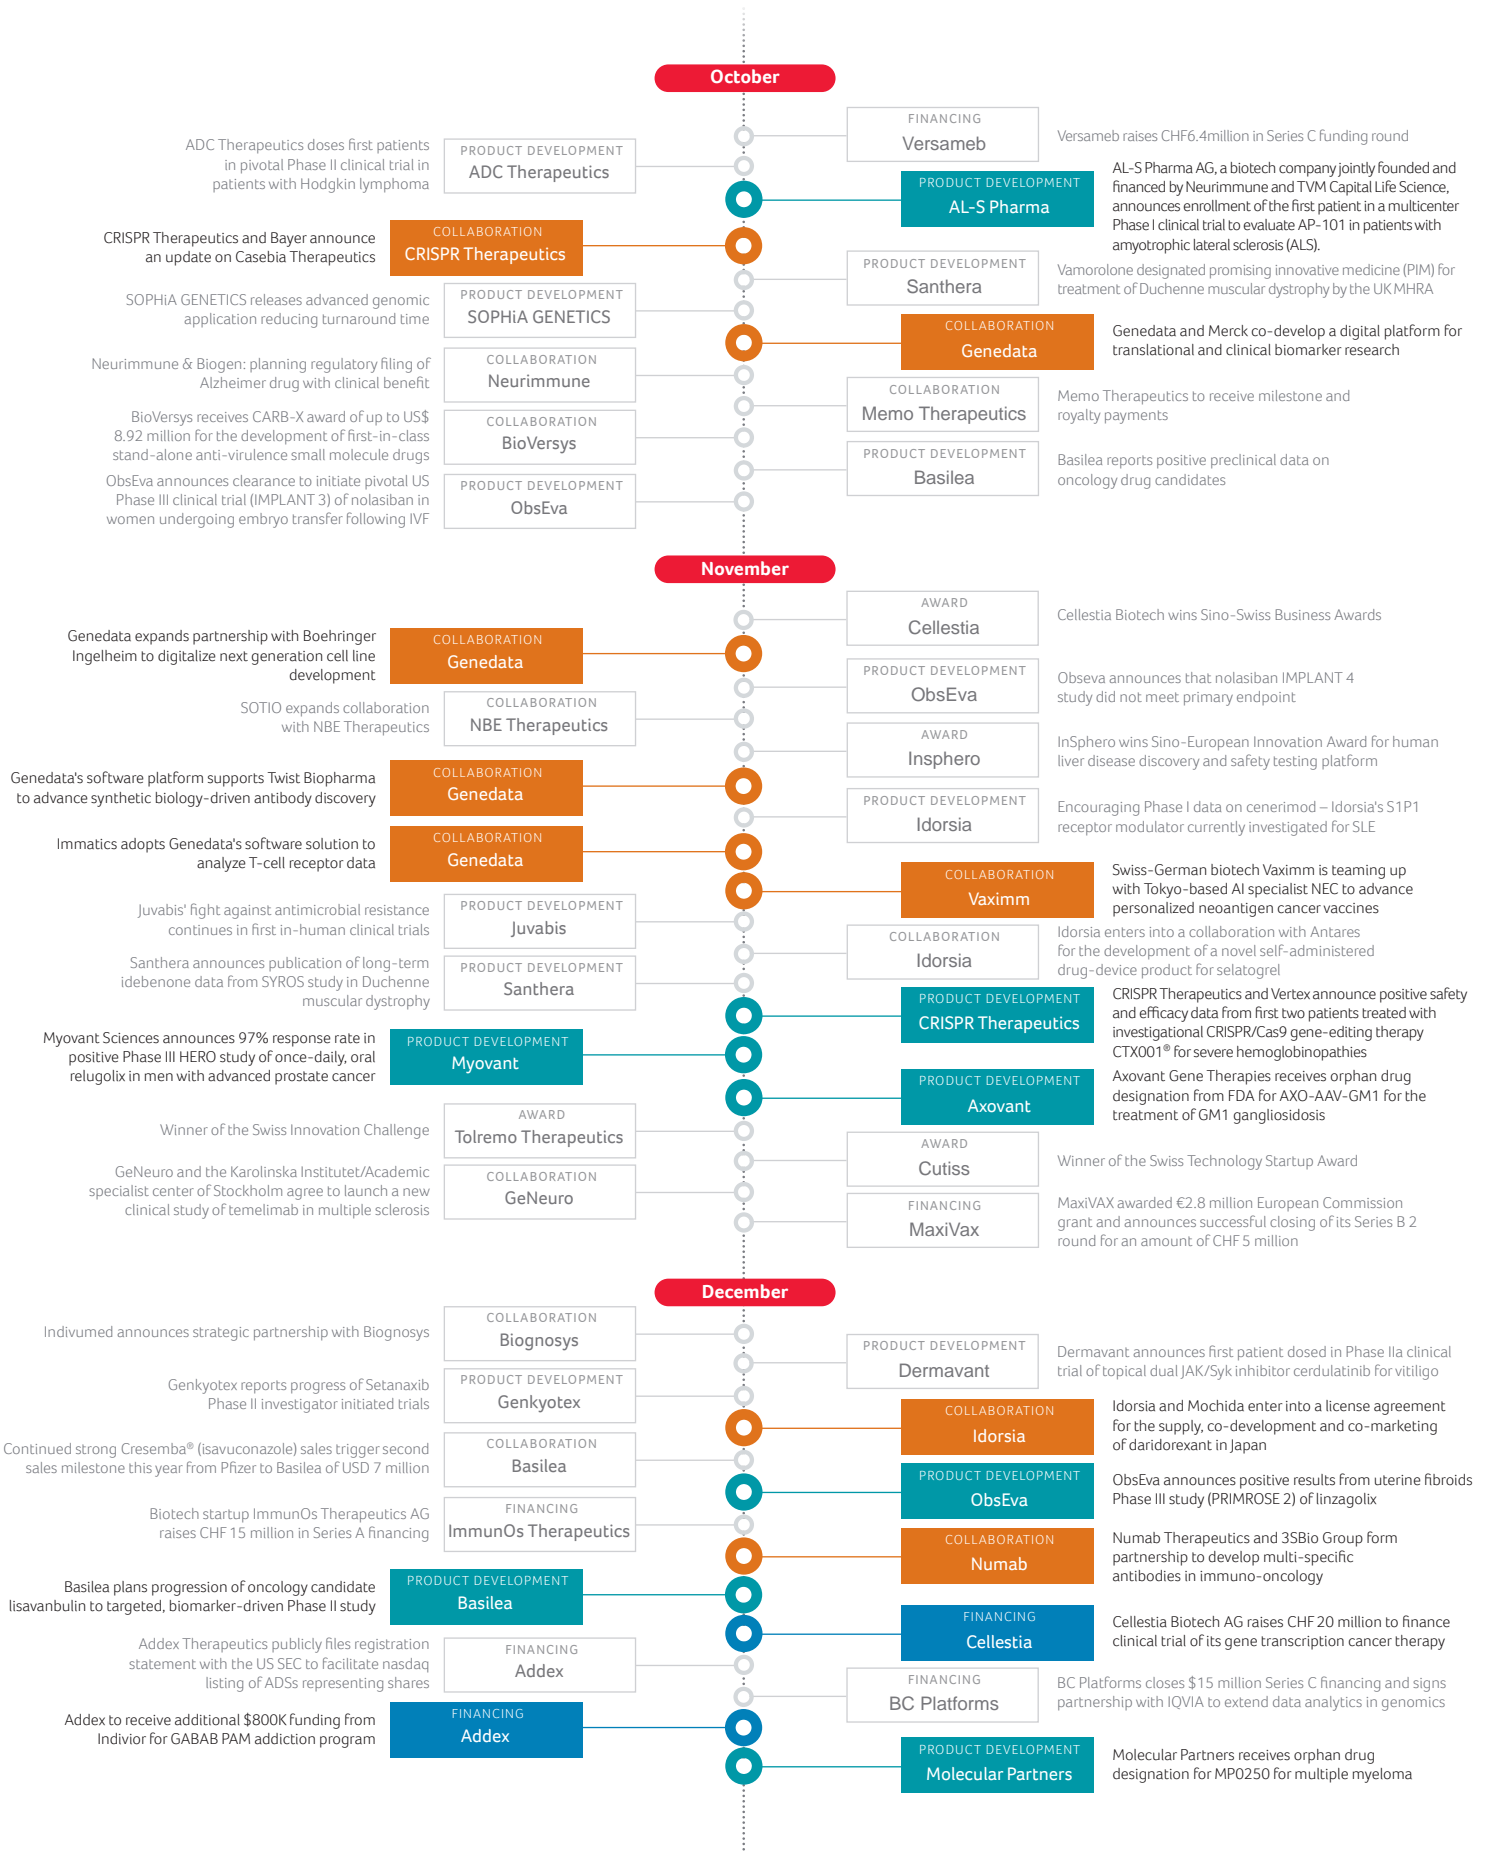 October
FINANCING
Versameb
Versameb raises CHF6.4million in Series C funding round
ADC Therapeutics doses first patients
in pivotal Phase II clinical trial in
patients with Hodgkin lymphoma
PRODUCT DEVELOPMENT
ADC Therapeutics
PRODUCT DEVELOPMENT
AL-S Pharma
AL-S Pharma AG, a biotech company jointly founded and
financed by Neurimmune and TVM Capital Life Science,
announces enrollment of the first patient in a multicenter
Phase I clinical trial to evaluate AP-101 in patients with
amyotrophic lateral sclerosis (ALS).
CRISPR Therapeutics and Bayer announce
an update on Casebia Therapeutics
COLLABORATION
CRISPR Therapeutics
PRODUCT DEVELOPMENT
Santhera
Vamorolone designated promising innovative medicine (PIM) for
treatment of Duchenne muscular dystrophy by the UK MHRA
SOPHiA GENETICS releases advanced genomic
application reducing turnaround time
PRODUCT DEVELOPMENT
SOPHiA GENETICS
COLLABORATION
Genedata
Genedata and Merck co-develop a digital platform for
translational and clinical biomarker research
Neurimmune & Biogen: planning regulatory filing of
Alzheimer drug with clinical benefit
COLLABORATION
Neurimmune
COLLABORATION
Memo Therapeutics
Memo Therapeutics to receive milestone and
royalty payments
BioVersys receives CARB-X award of up to US$
8.92 million for the development of first-in-class
stand-alone anti-virulence small molecule drugs
COLLABORATION
BioVersys
PRODUCT DEVELOPMENT
Basilea
Basilea reports positive preclinical data on
oncology drug candidates
ObsEva announces clearance to initiate pivotal US
Phase III clinical trial (IMPLANT 3) of nolasiban in
women undergoing embryo transfer following IVF
PRODUCT DEVELOPMENT
ObsEva
November
AWARD
Cellestia
Cellestia Biotech wins Sino-Swiss Business Awards
Genedata expands partnership with Boehringer
Ingelheim to digitalize next generation cell line
development
COLLABORATION
Genedata
PRODUCT DEVELOPMENT
ObsEva
Obseva announces that nolasiban IMPLANT 4
study did not meet primary endpoint
SOTIO expands collaboration
with NBE Therapeutics
COLLABORATION
NBE Therapeutics
AWARD
Insphero
InSphero wins Sino-European Innovation Award for human
liver disease discovery and safety testing platform
Genedata's software platform supports Twist Biopharma
to advance synthetic biology-driven antibody discovery
COLLABORATION
Genedata
PRODUCT DEVELOPMENT
Idorsia
Encouraging Phase I data on cenerimod – Idorsia's S1P1
receptor modulator currently investigated for SLE
Immatics adopts Genedata's software solution to
analyze T-cell receptor data
COLLABORATION
Genedata
COLLABORATION
Vaximm
Swiss-German biotech Vaximm is teaming up
with Tokyo-based AI specialist NEC to advance
personalized neoantigen cancer vaccines
Juvabis' fight against antimicrobial resistance
continues in first in-human clinical trials
PRODUCT DEVELOPMENT
Juvabis
COLLABORATION
Idorsia
Idorsia enters into a collaboration with Antares
for the development of a novel self-administered
drug-device product for selatogrel
Santhera announces publication of long-term
idebenone data from SYROS study in Duchenne
muscular dystrophy
PRODUCT DEVELOPMENT
Santhera
PRODUCT DEVELOPMENT
CRISPR Therapeutics
CRISPR Therapeutics and Vertex announce positive safety
and efficacy data from first two patients treated with
investigational CRISPR/Cas9 gene-editing therapy
CTX001® for severe hemoglobinopathies
Myovant Sciences announces 97% response rate in
positive Phase III HERO study of once-daily, oral
relugolix in men with advanced prostate cancer
PRODUCT DEVELOPMENT
Myovant
PRODUCT DEVELOPMENT
Axovant
Axovant Gene Therapies receives orphan drug
designation from FDA for AXO-AAV-GM1 for the
treatment of GM1 gangliosidosis
Winner of the Swiss Innovation Challenge
AWARD
Tolremo Therapeutics
AWARD
Cutiss
Winner of the Swiss Technology Startup Award
GeNeuro and the Karolinska Institutet/Academic
specialist center of Stockholm agree to launch a new
clinical study of temelimab in multiple sclerosis
COLLABORATION
GeNeuro
FINANCING
MaxiVax
MaxiVAX awarded €2.8 million European Commission
grant and announces successful closing of its Series B 2
round for an amount of CHF 5 million
December
Indivumed announces strategic partnership with Biognosys
COLLABORATION
Biognosys
PRODUCT DEVELOPMENT
Dermavant
Dermavant announces first patient dosed in Phase IIa clinical
trial of topical dual JAK/Syk inhibitor cerdulatinib for vitiligo
Genkyotex reports progress of Setanaxib
Phase II investigator initiated trials
PRODUCT DEVELOPMENT
Genkyotex
COLLABORATION
Idorsia
Idorsia and Mochida enter into a license agreement
for the supply, co-development and co-marketing
of daridorexant in Japan
Continued strong Cresemba® (isavuconazole) sales trigger second
sales milestone this year from Pfizer to Basilea of USD 7 million
COLLABORATION
Basilea
PRODUCT DEVELOPMENT
ObsEva
ObsEva announces positive results from uterine fibroids
Phase III study (PRIMROSE 2) of linzagolix
Biotech startup ImmunOs Therapeutics AG
raises CHF 15 million in Series A financing
FINANCING
ImmunOs Therapeutics
COLLABORATION
Numab
Numab Therapeutics and 3SBio Group form
partnership to develop multi-specific
antibodies in immuno-oncology
Basilea plans progression of oncology candidate
lisavanbulin to targeted, biomarker-driven Phase II study
PRODUCT DEVELOPMENT
Basilea
FINANCING
Cellestia
Cellestia Biotech AG raises CHF 20 million to finance
clinical trial of its gene transcription cancer therapy
Addex Therapeutics publicly files registration
statement with the US SEC to facilitate nasdaq
listing of ADSs representing shares
FINANCING
Addex
FINANCING
BC Platforms
BC Platforms closes $15 million Series C financing and signs
partnership with IQVIA to extend data analytics in genomics
Addex to receive additional $800K funding from
Indivior for GABAB PAM addiction program
FINANCING
Addex
PRODUCT DEVELOPMENT
Molecular Partners
Molecular Partners receives orphan drug
designation for MP0250 for multiple myeloma